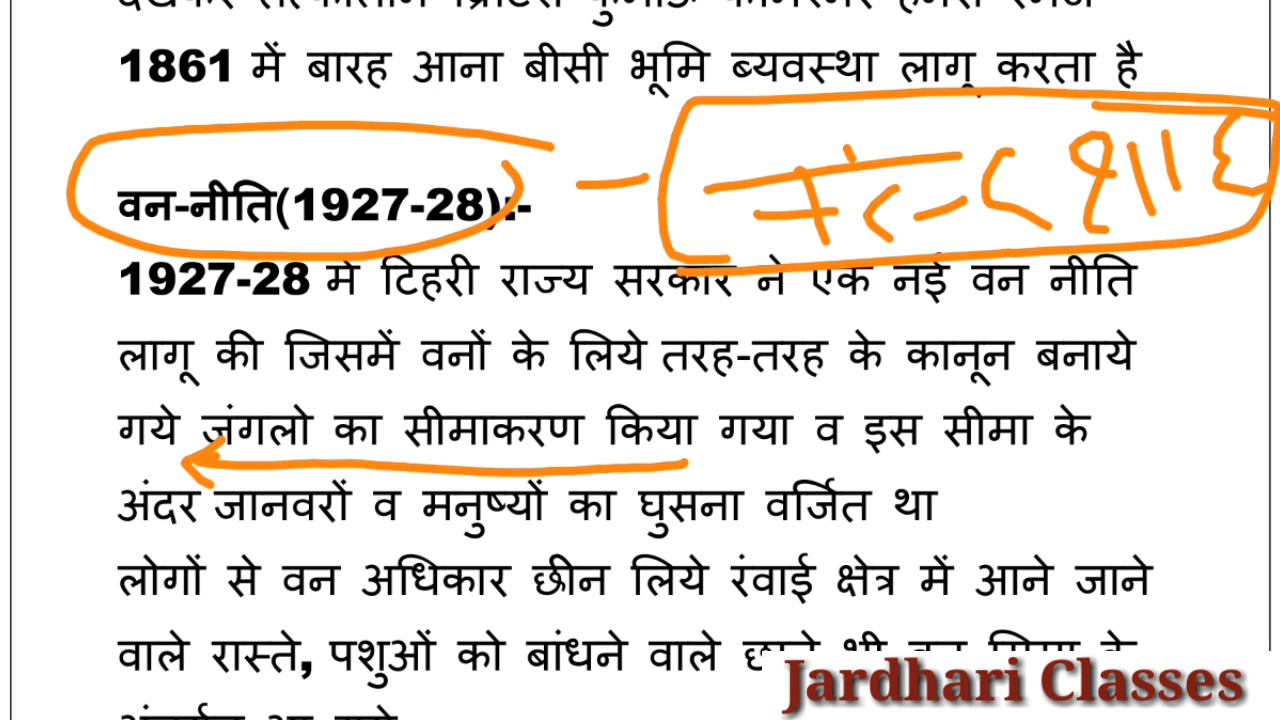 1861 में बारह आना बीसी भूमि ब्यवस्था लागू करता है
वन-नीति(1927-28):- - नरेन्द्र शाह
1927-28 मे टिहरी राज्य सरकार ने एक नई वन नीति
लागू की जिसमें वनों के लिये तरह-तरह के कानून बनाये
गये जंगलो का सीमाकरण किया गया व इस सीमा के
अंदर जानवरों व मनुष्यों का घुसना वर्जित था
लोगों से वन अधिकार छीन लिये रंवाई क्षेत्र में आने जाने
वाले रास्ते, पशुओं को बांधने वाले
Jardhari Classes